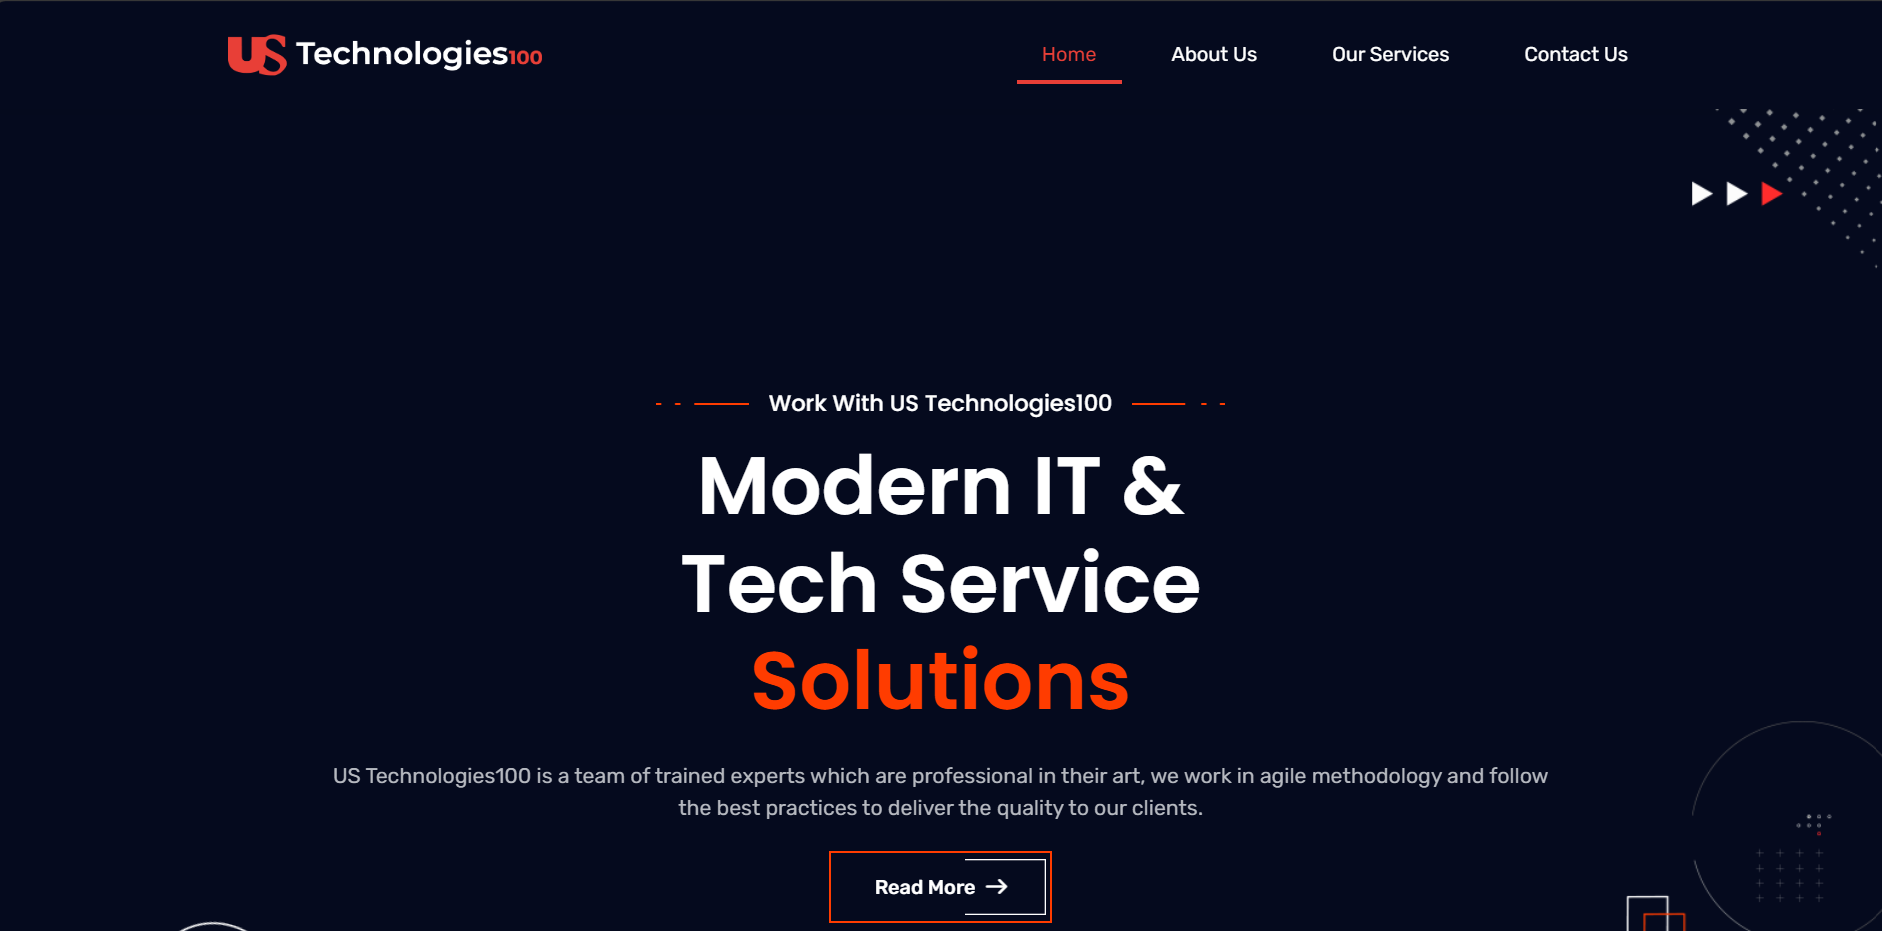 US Technologies100
Home
About Us
Our Services
Contact Us
Work With US Technologies100
Modern IT &
Tech Service
Solutions
US Technologies100 is a team of trained experts which are professional in their art, we work in agile methodology and follow
the best practices to deliver the quality to our clients.
Read More